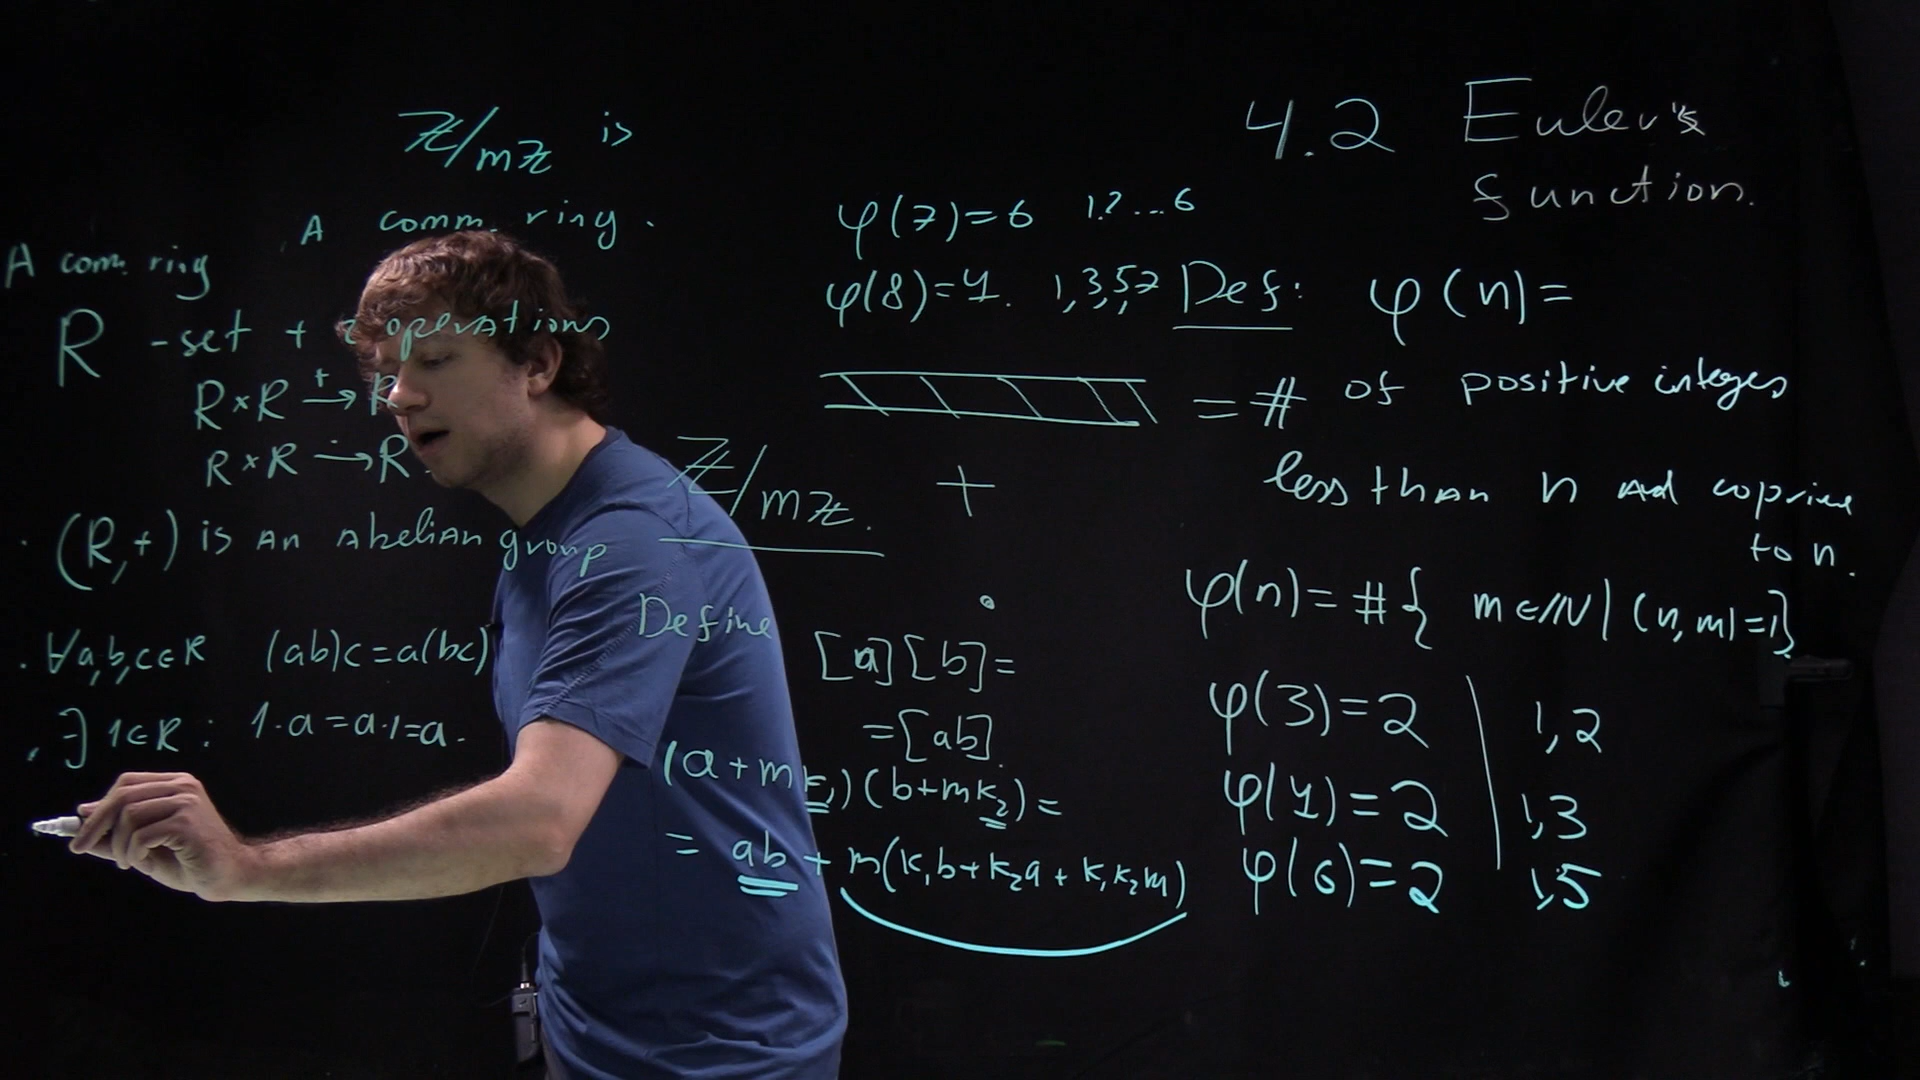 ℤ/mℤ is
A comm. ring.
A com. ring
R - set + 2 operations
R×R +→ R
R×R ·→ R.
· (R,+) is an abelian group
· ∀a,b,c∈R (ab)c=a(bc)
· ∃ 1∈R : 1·a=a·1=a.
φ(7)=6 1,2...6
φ(8)=4. 1,3,5,7
ℤ/mℤ. +
·
Define [a][b]=
=[ab].
(a+mk₁)(b+mk₂)=
= ab + m(k₁b+k₂a+k₁k₂m)
4.2 Euler's
function.
Def: φ(n)=
= # of positive integes
less than n and coprime
to n.
φ(n)=#{ m∈ℕ | (n,m)=1}
φ(3)=2 | 1,2
φ(4)=2 | 1,3
φ(6)=2 1,5